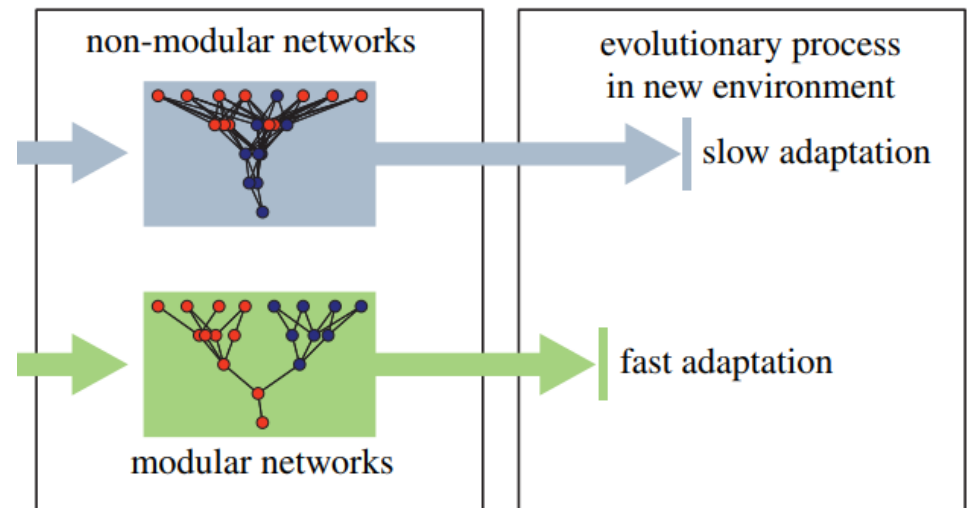 non-modular networks
evolutionary process
in new environment
slow adaptation
fast adaptation
modular networks